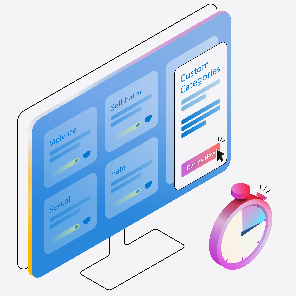 Custom
Categories
Self-Harm
Violence
Hate
Sexual